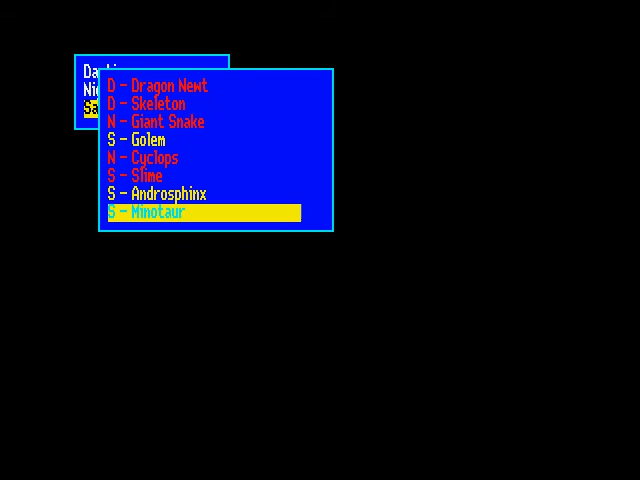 D - Dragon Newt
D - Skeleton
N - Giant Snake
S - Golem
N - Cyclops
S - Slime
S - Androsphinx
S - Minotaur